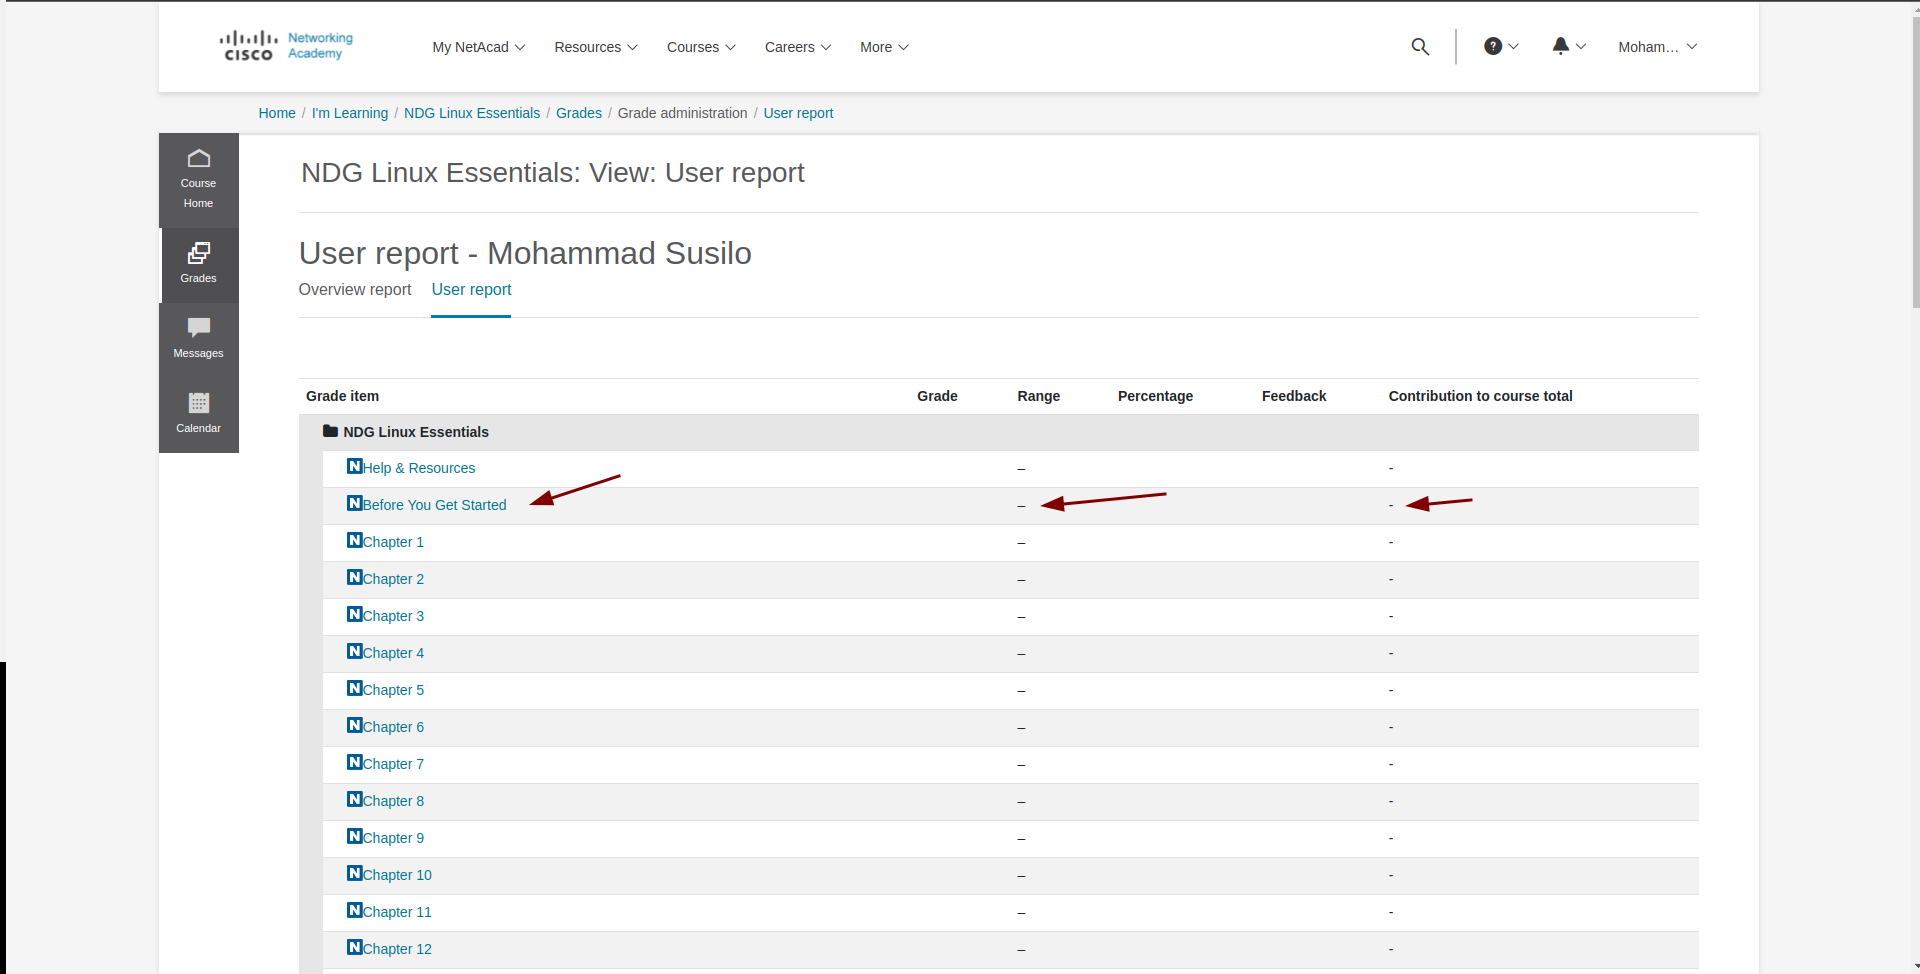 CISCO
Networking
Academy
My NetAcad
Resources
Courses
Careers
More
?
Moham...
Home / I'm Learning / NDG Linux Essentials / Grades / Grade administration / User report
Course
Home
Grades
Messages
Calendar
NDG Linux Essentials: View: User report
User report - Mohammad Susilo
Overview report
User report
Grade item Grade Range Percentage Feedback Contribution to course total
NDG Linux Essentials
N Help & Resources – -
N Before You Get Started – -
N Chapter 1 – -
N Chapter 2 – -
N Chapter 3 – -
N Chapter 4 – -
N Chapter 5 – -
N Chapter 6 – -
N Chapter 7 – -
N Chapter 8 – -
N Chapter 9 – -
N Chapter 10 – -
N Chapter 11 – -
N Chapter 12 – -